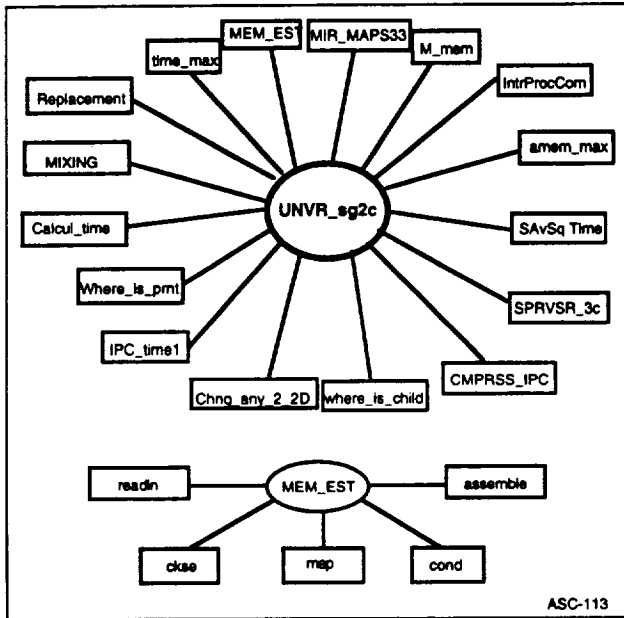 MEM_EST
MIR_MAPS33
time_max
M_mem
Replacement
IntrProcCom
MIXING
amem_max
UNVR_sg2c
Calcul_time
SAvSq Time
Where_is_prnt
SPRVSR_3c
IPC_time1
CMPRSS_IPC
Chng_any_2_2D
where_is_child
readin
MEM_EST
assemble
ckse
map
cond
ASC-113